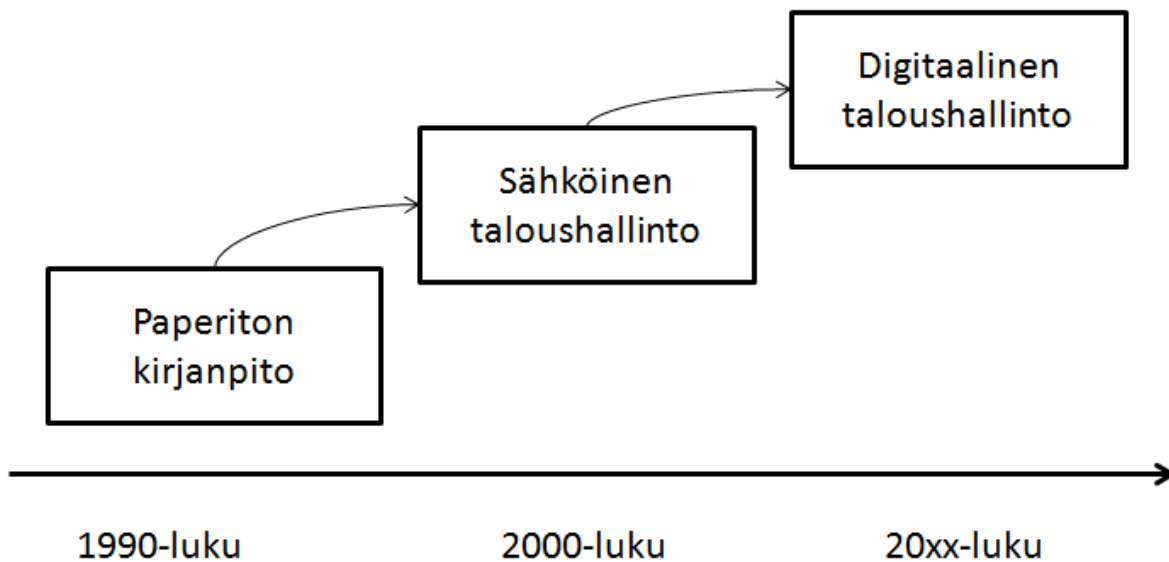 Digitaalinen
taloushallinto
Sähköinen
taloushallinto
Paperiton
kirjanpito
1990-luku
2000-luku
20xx-luku